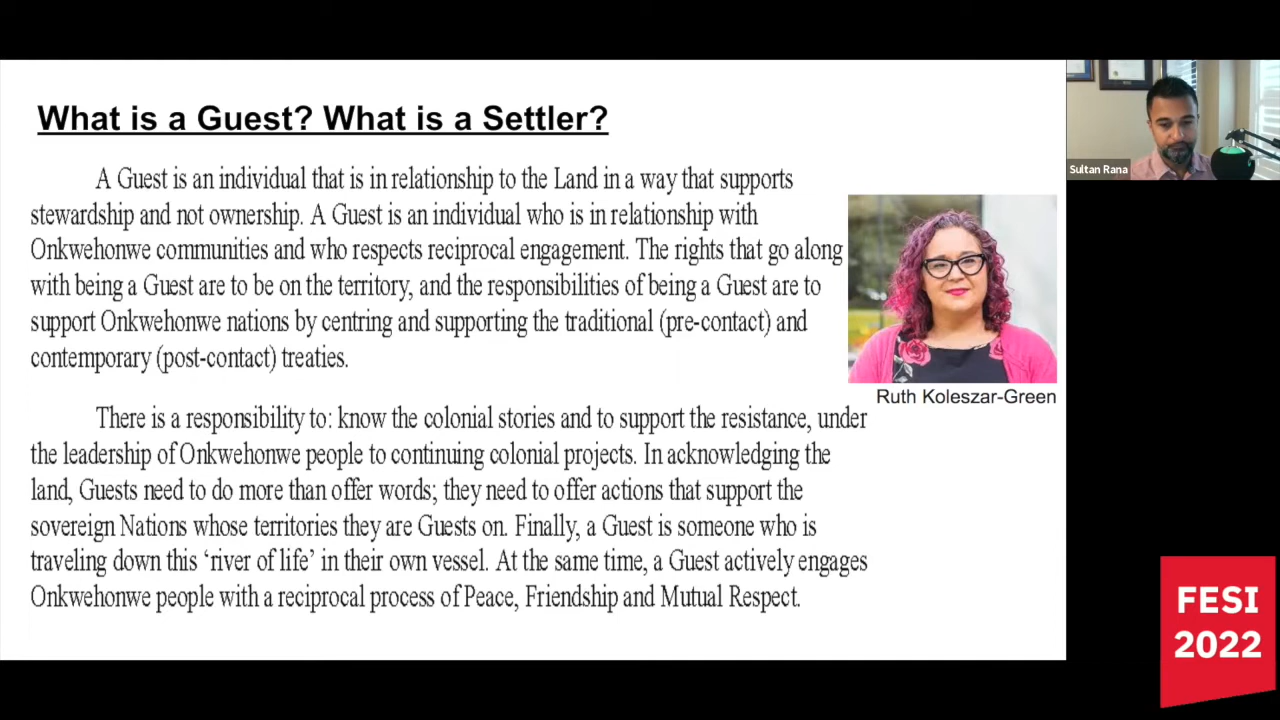 What is a Guest? What is a Settler?
A Guest is an individual that is in relationship to the Land in a way that supports
stewardship and not ownership. A Guest is an individual who is in relationship with
Onkwehonwe communities and who respects reciprocal engagement. The rights that go along
with being a Guest are to be on the territory, and the responsibilities of being a Guest are to
support Onkwehonwe nations by centring and supporting the traditional (pre-contact) and
contemporary (post-contact) treaties.
There is a responsibility to: know the colonial stories and to support the resistance, under
the leadership of Onkwehonwe people to continuing colonial projects. In acknowledging the
land, Guests need to do more than offer words; they need to offer actions that support the
sovereign Nations whose territories they are Guests on. Finally, a Guest is someone who is
traveling down this ‘river of life’ in their own vessel. At the same time, a Guest actively engages
Onkwehonwe people with a reciprocal process of Peace, Friendship and Mutual Respect.
Ruth Koleszar-Green
Sultan Rana
FESI
2022